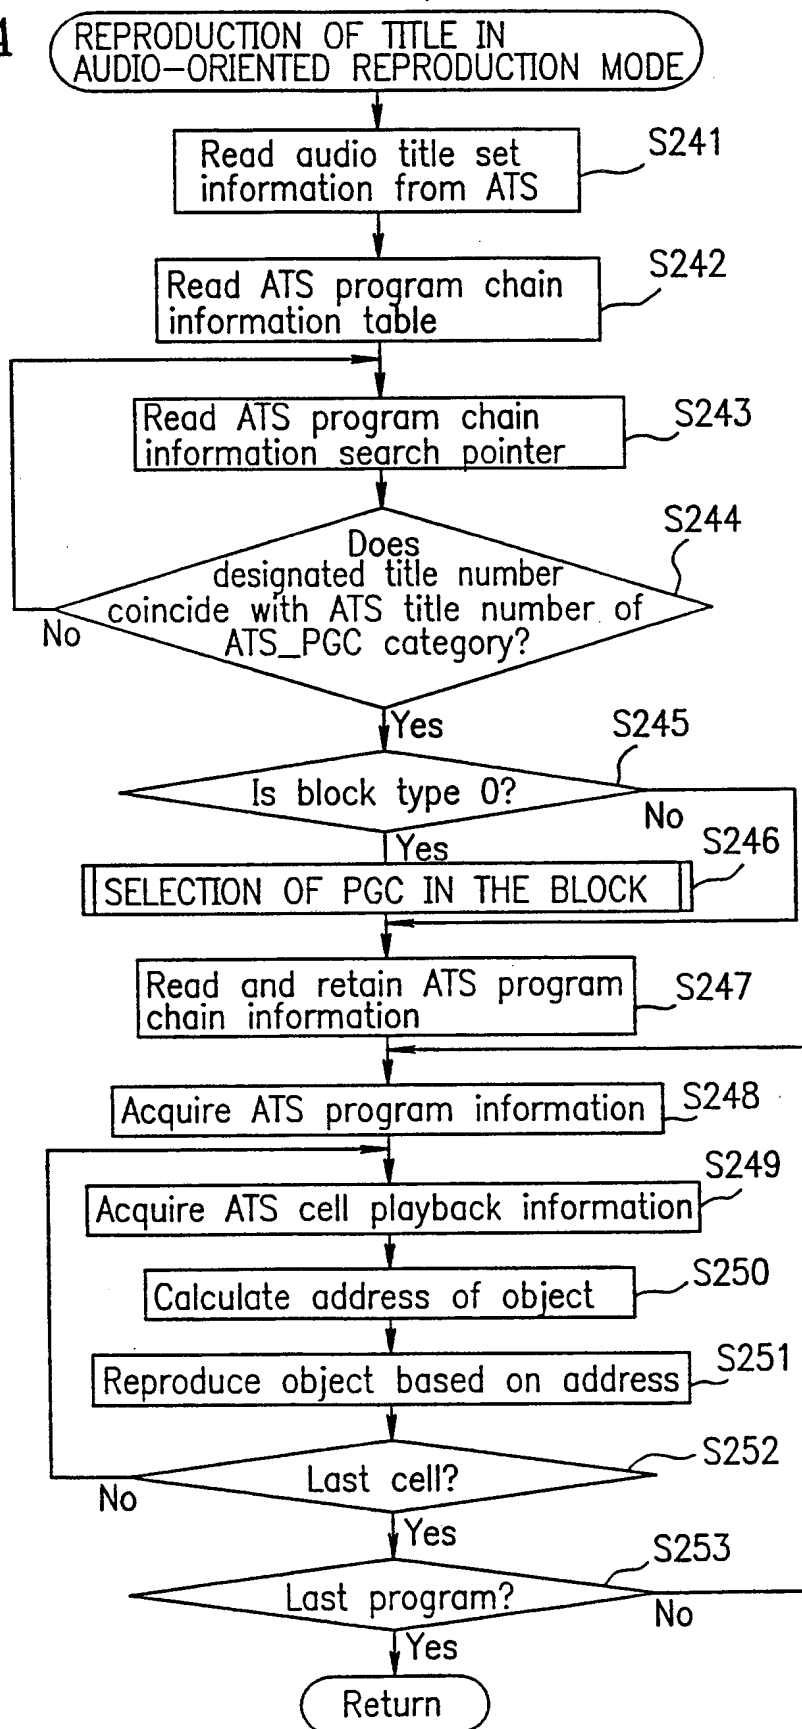 A
REPRODUCTION OF TITLE IN
AUDIO-ORIENTED REPRODUCTION MODE
S241
Read audio title set
information from ATS
S242
Read ATS program chain
information table
S243
Read ATS program chain
information search pointer
S244
Does
designated title number
coincide with ATS title number of
ATS_PGC category?
No
Yes
S245
Is block type 0?
No
Yes
S246
SELECTION OF PGC IN THE BLOCK
Read and retain ATS program
chain information
S247
Acquire ATS program information
S248
S249
Acquire ATS cell playback information
S250
Calculate address of object
S251
Reproduce object based on address
S252
Last cell?
No
Yes
S253
Last program?
No
Yes
Return